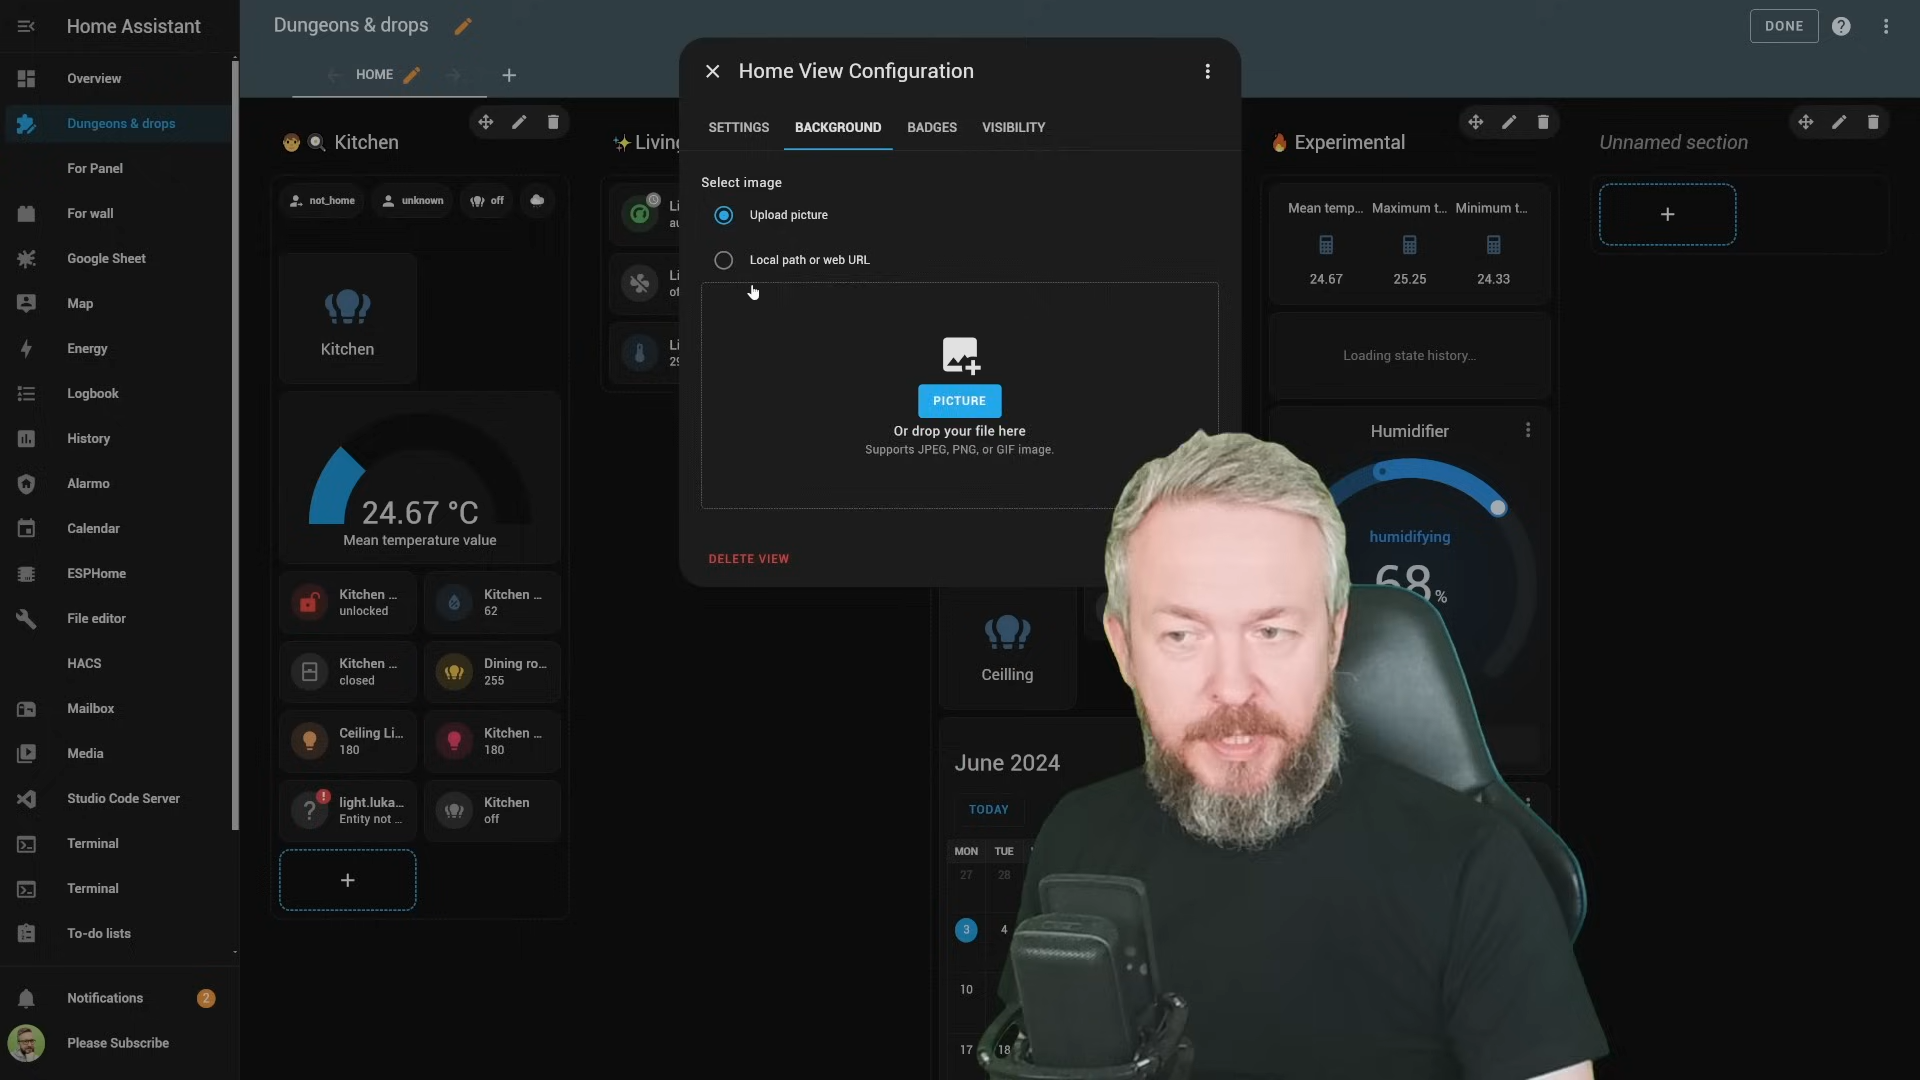 Home Assistant
Overview
Dungeons & drops
For Panel
For wall
Google Sheet
Map
Energy
Logbook
History
Alarmo
Calendar
ESPHome
File editor
HACS
Mailbox
Media
Studio Code Server
Terminal
Terminal
To-do lists
Notifications
2
Please Subscribe
Dungeons & drops
DONE
HOME
Kitchen
not_home
unknown
off
Kitchen
24.67 °C
Mean temperature value
Kitchen ...
unlocked
Kitchen ...
62
Kitchen ...
closed
Dining ro...
255
Ceiling Li...
180
Kitchen ...
180
light.luka...
Entity not ...
Kitchen
off
Home View Configuration
SETTINGS
BACKGROUND
BADGES
VISIBILITY
Select image
Upload picture
Local path or web URL
PICTURE
Or drop your file here
Supports JPEG, PNG, or GIF image.
DELETE VIEW
Ceilling
June 2024
TODAY
MON TUE
27 28
3 4
10
17 18
Experimental
Mean temp... Maximum t... Minimum t...
24.67 25.25 24.33
Loading state history...
Humidifier
humidifying
68 %
Unnamed section